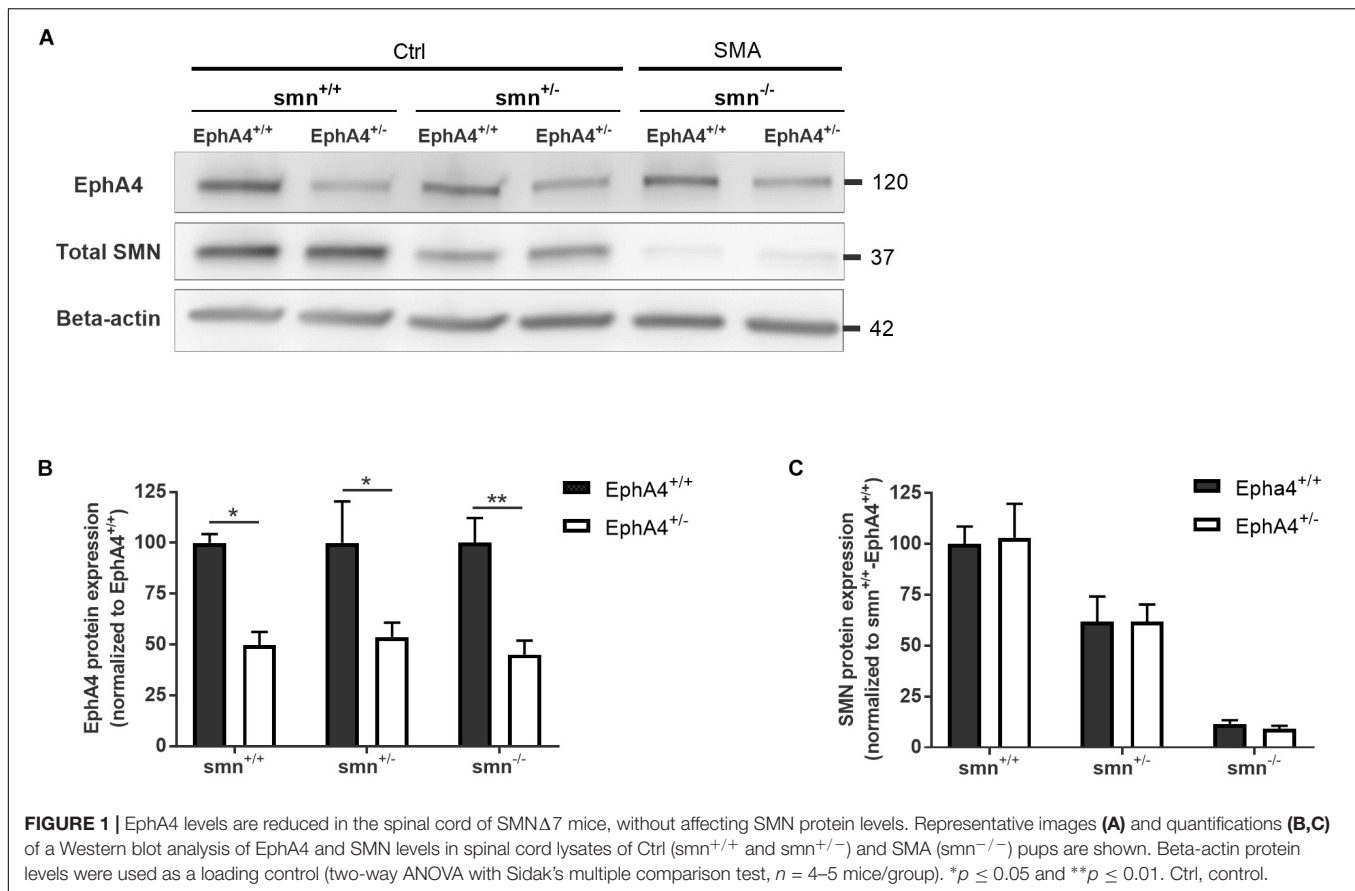 A
Ctrl SMA
smn+/+ smn+/- smn-/-
EphA4+/+ EphA4+/- EphA4+/+ EphA4+/- EphA4+/+ EphA4+/-
EphA4 120
Total SMN 37
Beta-actin 42
B
EphA4 protein expression
(normalized to EphA4+/+)
125
100
75
50
25
0
* * **
smn+/+ smn+/- smn-/-
EphA4+/+
EphA4+/-
C
SMN protein expression
(normalized to smn+/+-EphA4+/+)
125
100
75
50
25
0
smn+/+ smn+/- smn-/-
Epha4+/+
EphA4+/-
FIGURE 1 | EphA4 levels are reduced in the spinal cord of SMNΔ7 mice, without affecting SMN protein levels. Representative images (A) and quantifications (B,C)
of a Western blot analysis of EphA4 and SMN levels in spinal cord lysates of Ctrl (smn+/+ and smn+/−) and SMA (smn−/−) pups are shown. Beta-actin protein
levels were used as a loading control (two-way ANOVA with Sidak's multiple comparison test, n = 4–5 mice/group). *p ≤ 0.05 and **p ≤ 0.01. Ctrl, control.